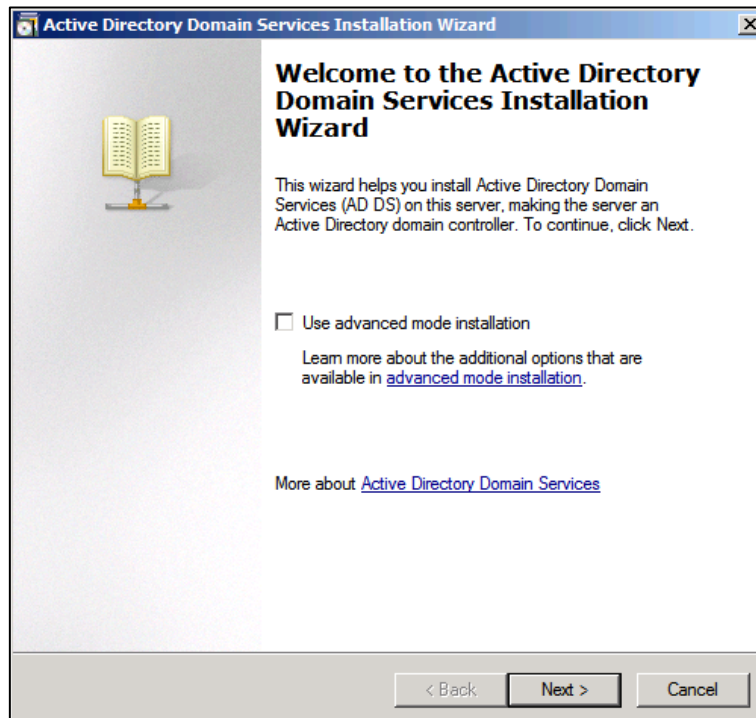 Active Directory Domain Services Installation Wizard
Welcome to the Active Directory
Domain Services Installation
Wizard
This wizard helps you install Active Directory Domain
Services (AD DS) on this server, making the server an
Active Directory domain controller. To continue, click Next.
Use advanced mode installation
Learn more about the additional options that are
available in advanced mode installation.
More about Active Directory Domain Services
< Back
Next >
Cancel